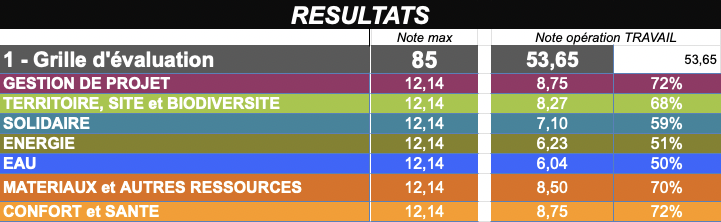 RESULTATS
Note max Note opération TRAVAIL
1 - Grille d'évaluation 85 53,65 53,65
GESTION DE PROJET 12,14 8,75 72%
TERRITOIRE, SITE et BIODIVERSITE 12,14 8,27 68%
SOLIDAIRE 12,14 7,10 59%
ENERGIE 12,14 6,23 51%
EAU 12,14 6,04 50%
MATERIAUX et AUTRES RESSOURCES 12,14 8,50 70%
CONFORT et SANTE 12,14 8,75 72%